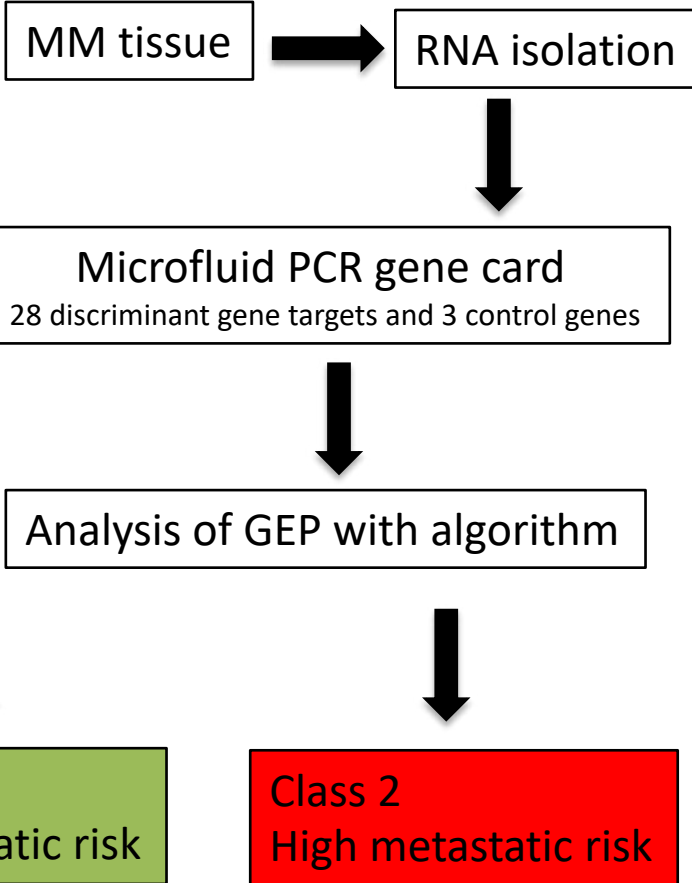 MM tissue
RNA isolation
Microfluid PCR gene card
28 discriminant gene targets and 3 control genes
Analysis of GEP with algorithm
Class 2
risk
High metastatic risk